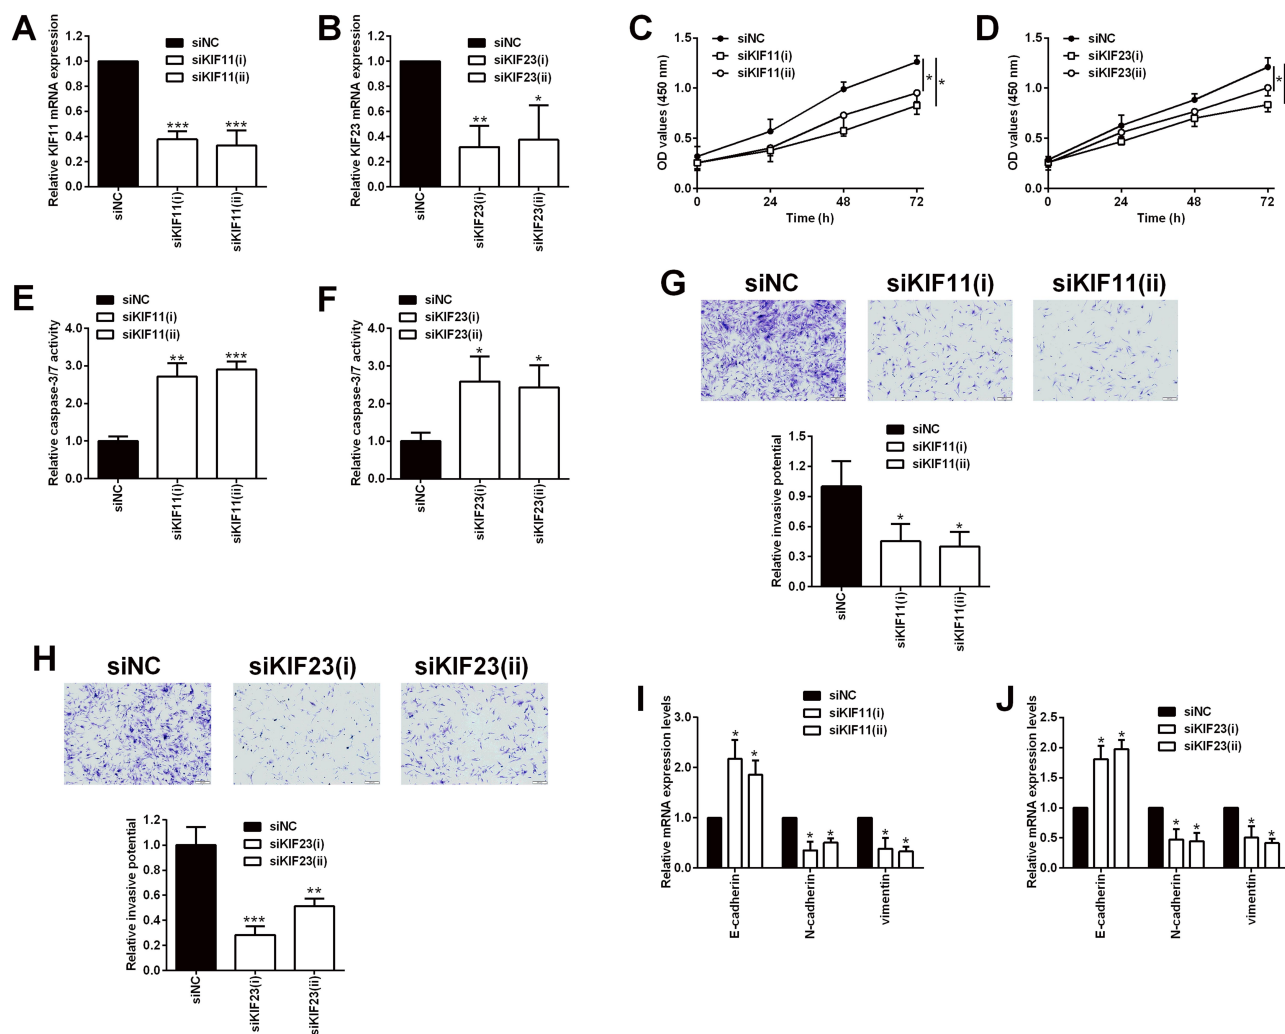 A
Relative KIF11 mRNA expression
1.2
1.0
0.8
0.6
0.4
0.2
0.0
siNC
siKIF11(i)
siKIF11(ii)
***
***
siNC
siKIF11(i)
siKIF11(ii)
B
Relative KIF23 mRNA expression
1.2
1.0
0.8
0.6
0.4
0.2
0.0
siNC
siKIF23(i)
siKIF23(ii)
**
*
siNC
siKIF23(i)
siKIF23(ii)
C
OD values (450 nm)
1.5
1.0
0.5
0.0
siNC
siKIF11(i)
siKIF11(ii)
*
*
0
24
48
72
Time (h)
D
OD values (450 nm)
1.5
1.0
0.5
0.0
siNC
siKIF23(i)
siKIF23(ii)
*
0
24
48
72
Time (h)
E
Relative caspase-3/7 activity
siNC
siKIF11(i)
siKIF11(ii)
4.0
3.0
2.0
1.0
0.0
**
***
siNC
siKIF11(i)
siKIF11(ii)
F
Relative caspase-3/7 activity
siNC
siKIF23(i)
siKIF23(ii)
4.0
3.0
2.0
1.0
0.0
*
*
siNC
siKIF23(i)
siKIF23(ii)
G
siNC
siKIF11(i)
siKIF11(ii)
Relative invasive potential
1.5
1.2
0.9
0.6
0.3
0.0
siNC
siKIF11(i)
siKIF11(ii)
*
*
siNC
siKIF11(i)
siKIF11(ii)
H
siNC
siKIF23(i)
siKIF23(ii)
Relative invasive potential
1.2
1.0
0.8
0.6
0.4
0.2
0.0
siNC
siKIF23(i)
siKIF23(ii)
***
**
siNC
siKIF23(i)
siKIF23(ii)
I
Relative mRNA expression levels
3.0
2.0
1.0
0.0
siNC
siKIF11(i)
siKIF11(ii)
*
*
*
*
*
*
E-cadherin
N-cadherin
vimentin
J
Relative mRNA expression levels
2.5
2.0
1.5
1.0
0.5
0.0
siNC
siKIF23(i)
siKIF23(ii)
*
*
*
*
*
*
E-cadherin
N-cadherin
vimentin